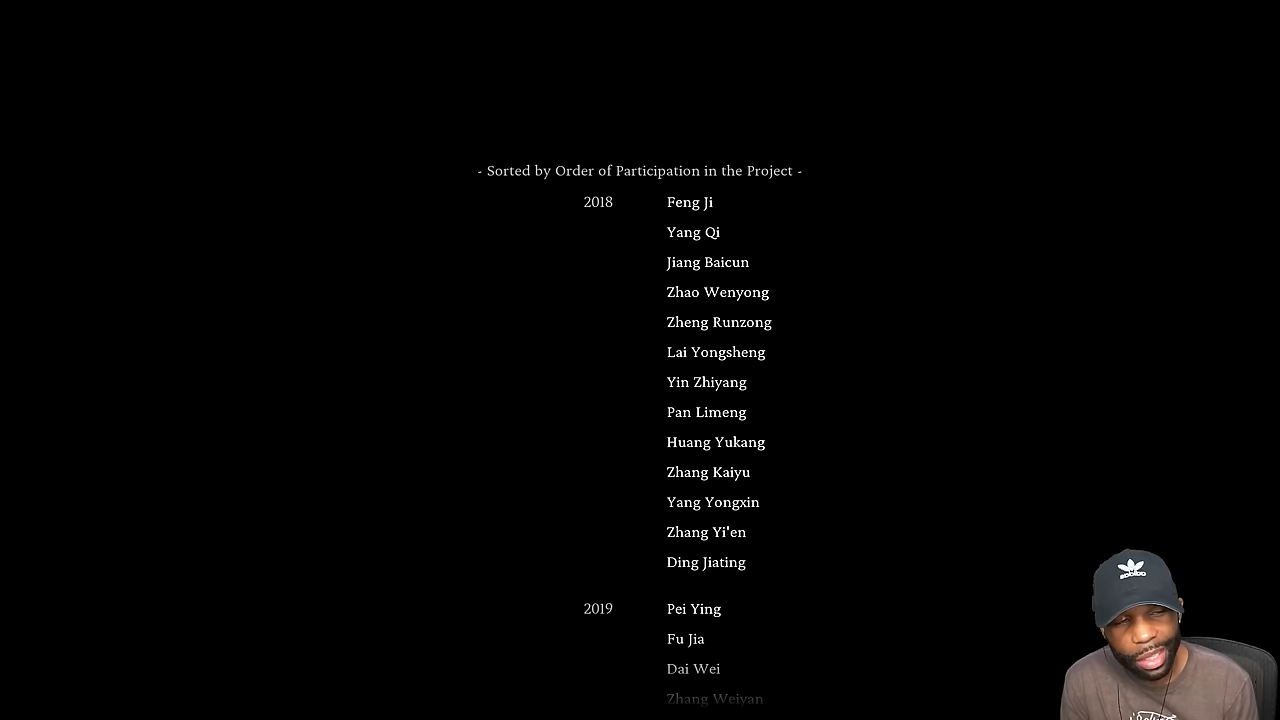 - Sorted by Order of Participation in the Project -
2018 Feng Ji
Yang Qi
Jiang Baicun
Zhao Wenyong
Zheng Runzong
Lai Yongsheng
Yin Zhiyang
Pan Limeng
Huang Yukang
Zhang Kaiyu
Yang Yongxin
Zhang Yi'en
Ding Jiating
2019 Pei Ying
Fu Jia
Dai Wei
Zhang Weiyan